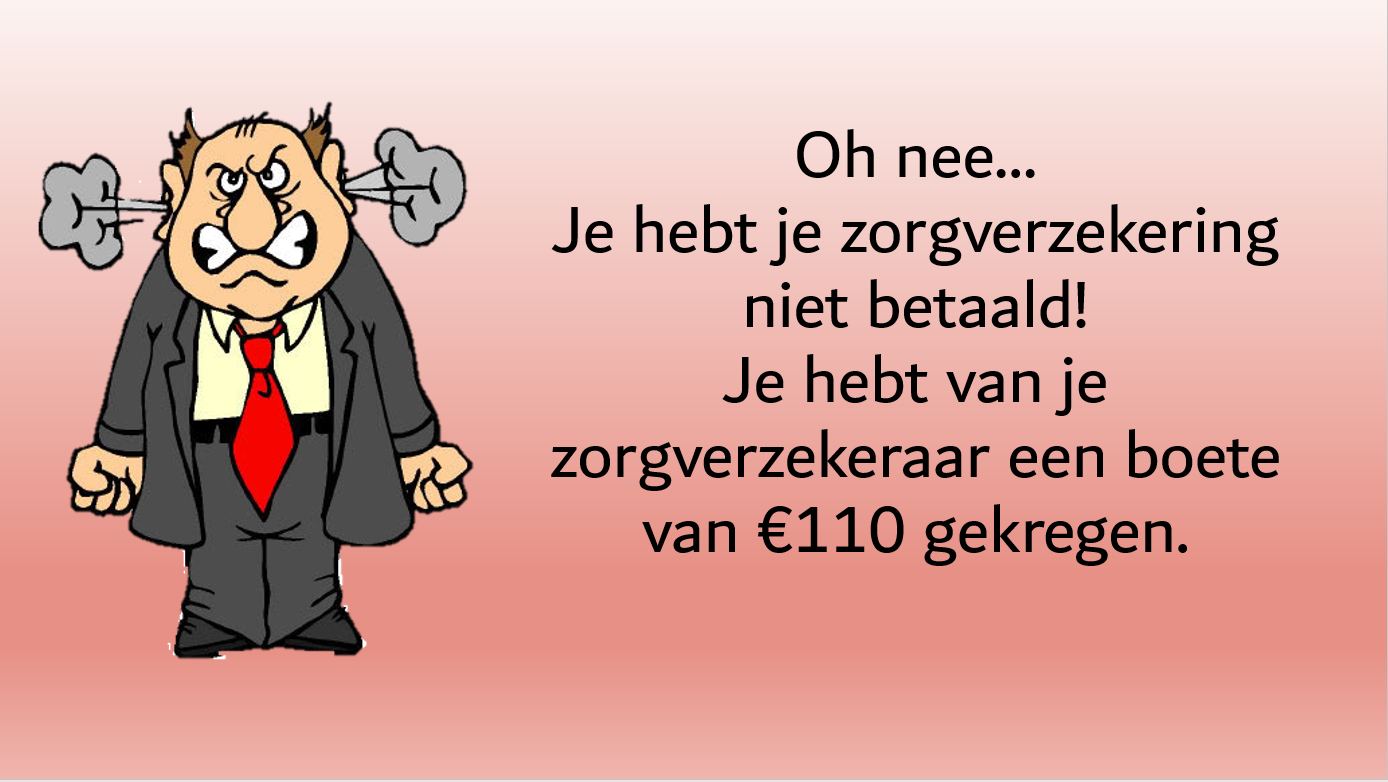 Oh nee...
Je hebt je zorgverzekering
niet betaald!
Je hebt van je
zorgverzekeraar een boete
van €110 gekregen.